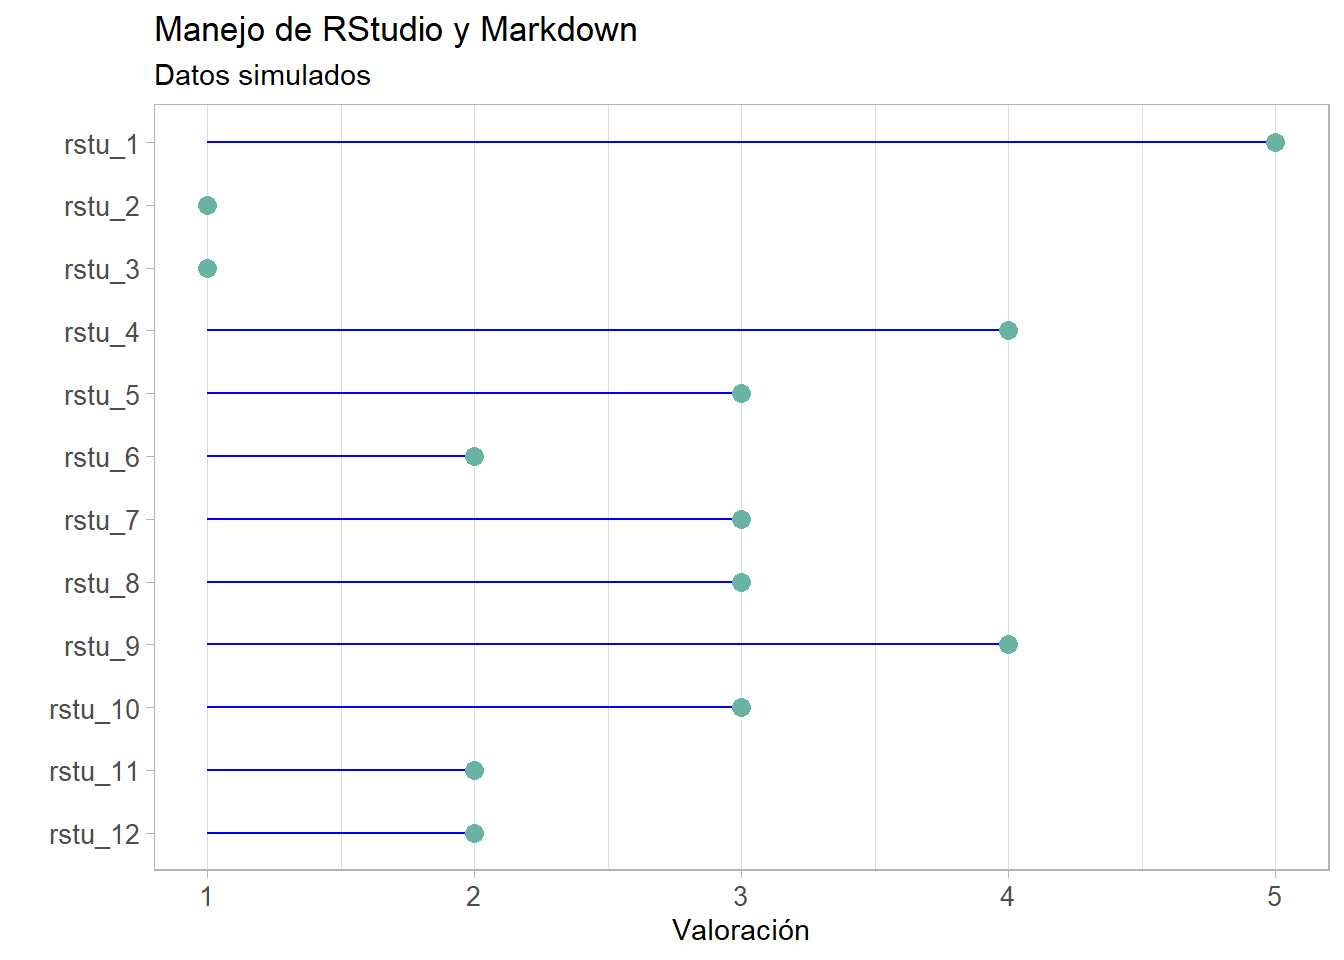 Manejo de RStudio y Markdown
Datos simulados
rstu_1
rstu_2
rstu_3
rstu_4
rstu_5
rstu_6
rstu_7
rstu_8
rstu_9
rstu_10
rstu_11
rstu_12
1 2 3 4 5
Valoración